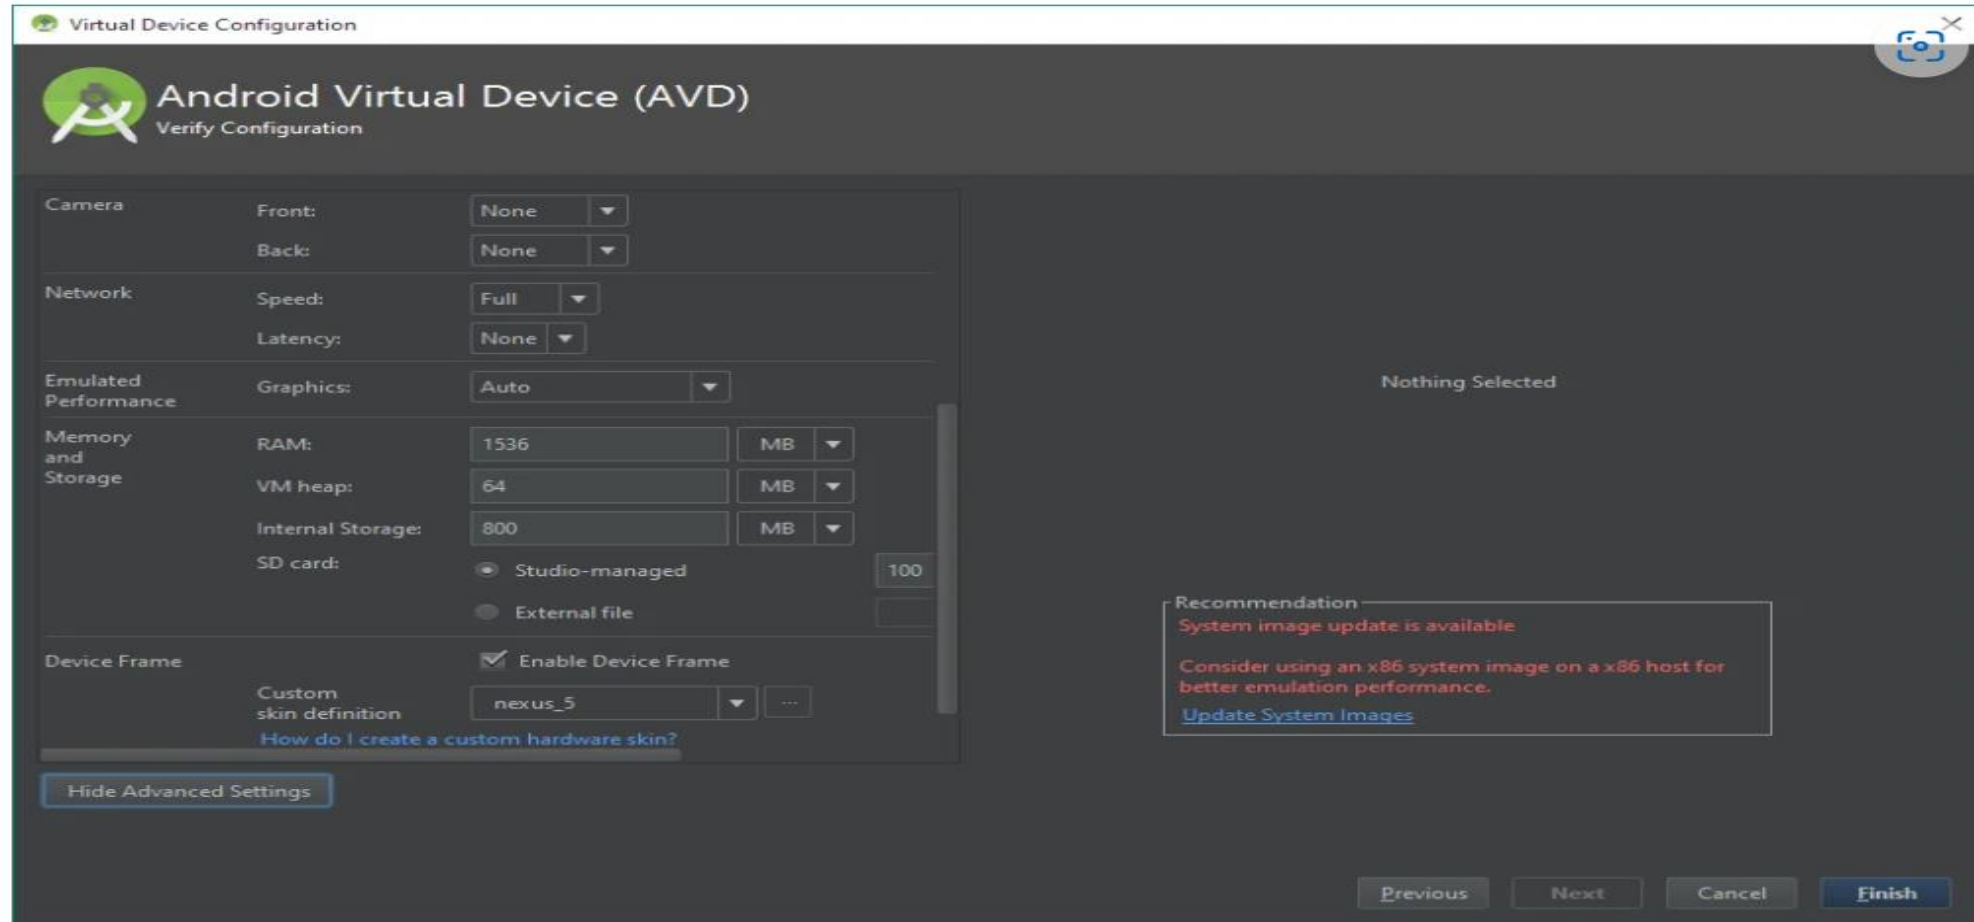 Virtual Device Configuration
Android Virtual Device (AVD)
Verify Configuration
Camera
Front:
None
Back:
None
Network
Speed:
Full
Latency:
None
Emulated
Performance
Graphics:
Auto
Memory
and
Storage
RAM:
1536
MB
VM heap:
64
MB
Internal Storage:
800
MB
SD card:
Studio-managed
100
External file
Device Frame
Enable Device Frame
Custom
skin definition
nexus_5
...
How do I create a custom hardware skin?
Hide Advanced Settings
Nothing Selected
Recommendation
System image update is available
Consider using an x86 system image on a x86 host for
better emulation performance.
Update System Images
Previous
Next
Cancel
Finish